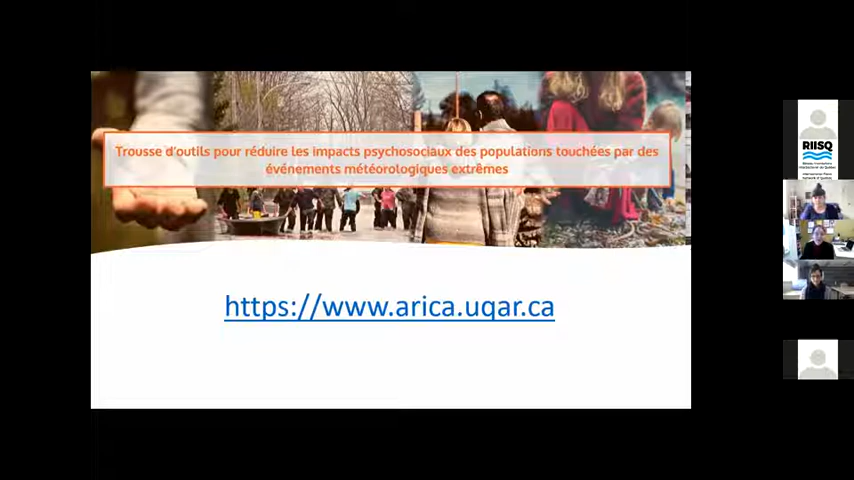 Trousse d'outils pour réduire les impacts psychosociaux des populations touchées par des
événements météorologiques extrêmes
https://www.arica.uqar.ca
RIISQ